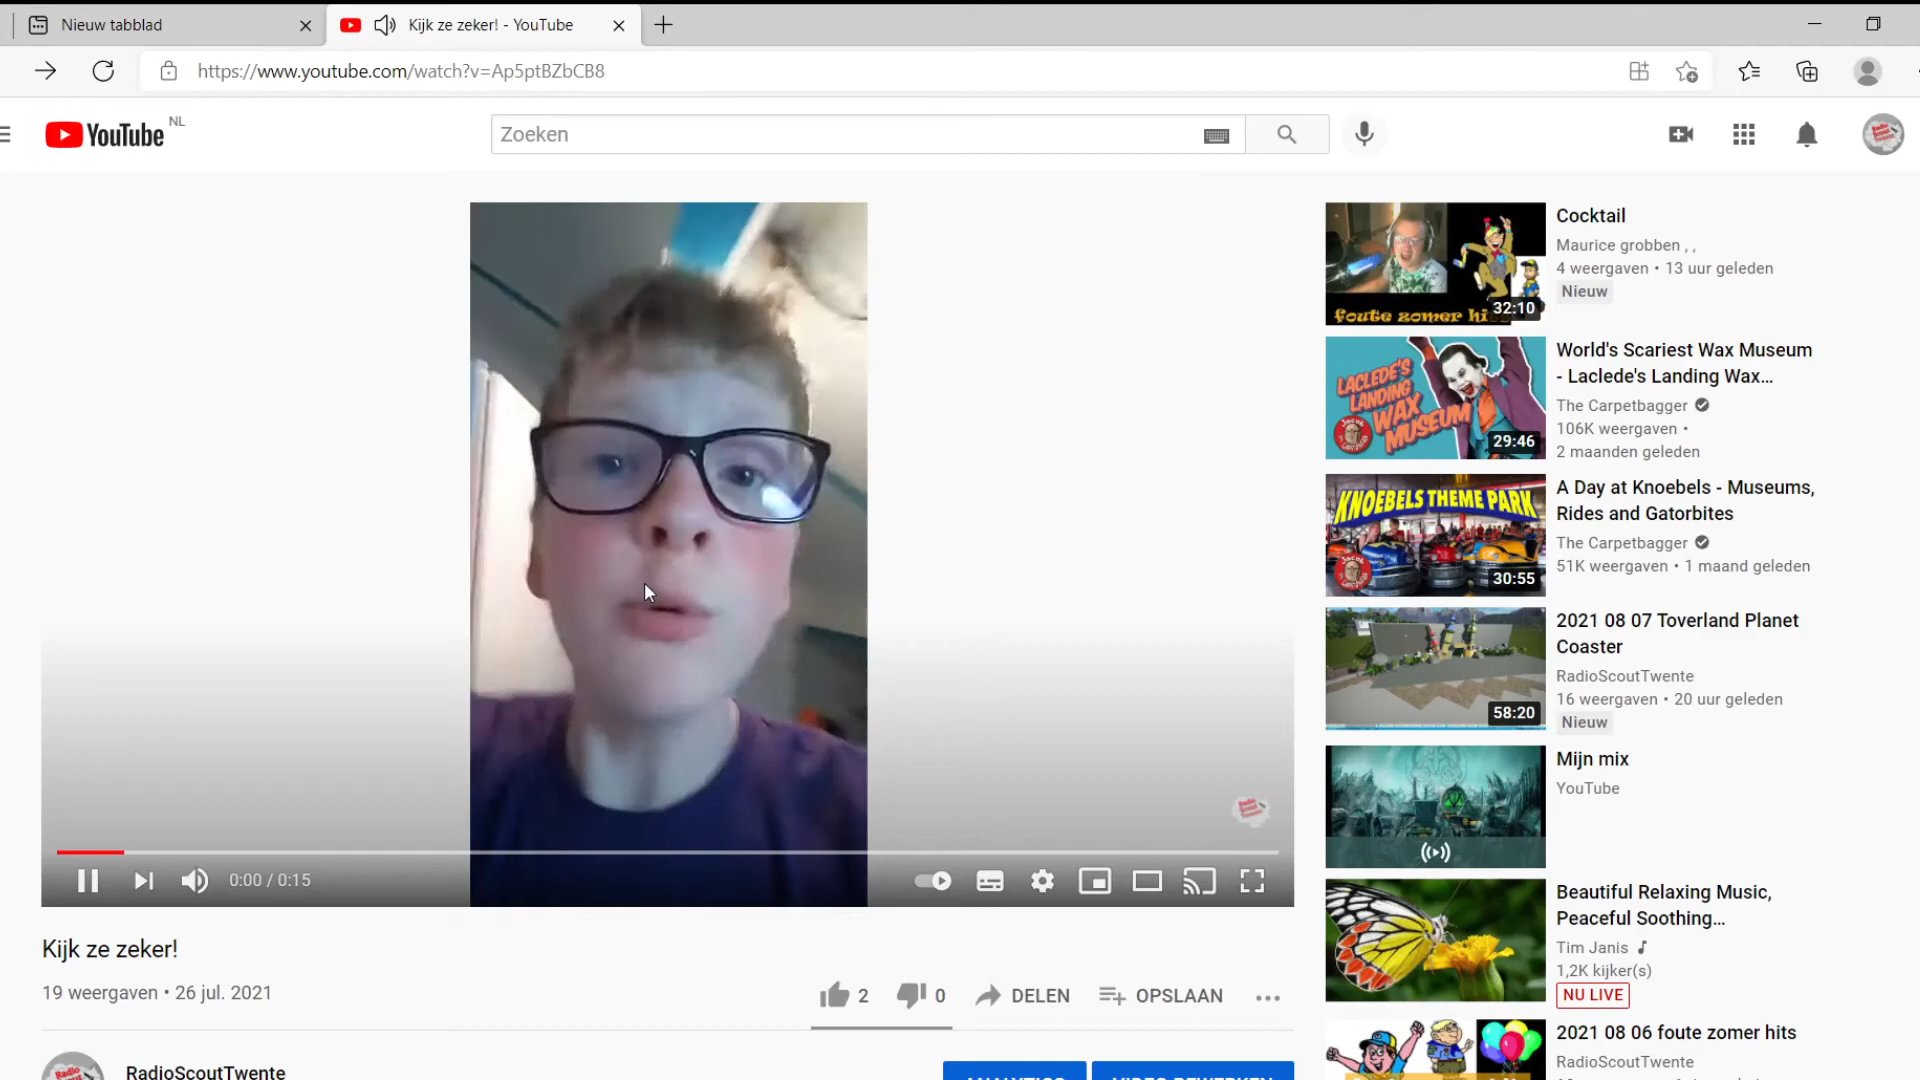 Nieuw tabblad
Kijk ze zeker! - YouTube
https://www.youtube.com/watch?v=Ap5ptBZbCB8
YouTube NL
Zoeken
Kijk ze zeker!
19 weergaven • 26 jul. 2021
2
0
DELEN
OPSLAAN
0:00 / 0:15
RadioScoutTwente
ANALYTICS
VIDEO BEWERKEN
foute zomer hi
32:10
Cocktail
Maurice grobben , ,
4 weergaven • 13 uur geleden
Nieuw
LACLEDE'S
LANDING
WAX
MUSEUM
29:46
World's Scariest Wax Museum
- Laclede's Landing Wax...
The Carpetbagger
106K weergaven •
2 maanden geleden
KNOEBELS THEME PARK
30:55
A Day at Knoebels - Museums,
Rides and Gatorbites
The Carpetbagger
51K weergaven • 1 maand geleden
58:20
2021 08 07 Toverland Planet
Coaster
RadioScoutTwente
16 weergaven • 20 uur geleden
Nieuw
Mijn mix
YouTube
Beautiful Relaxing Music,
Peaceful Soothing...
Tim Janis
1,2K kijker(s)
NU LIVE
2021 08 06 foute zomer hits
RadioScoutTwente